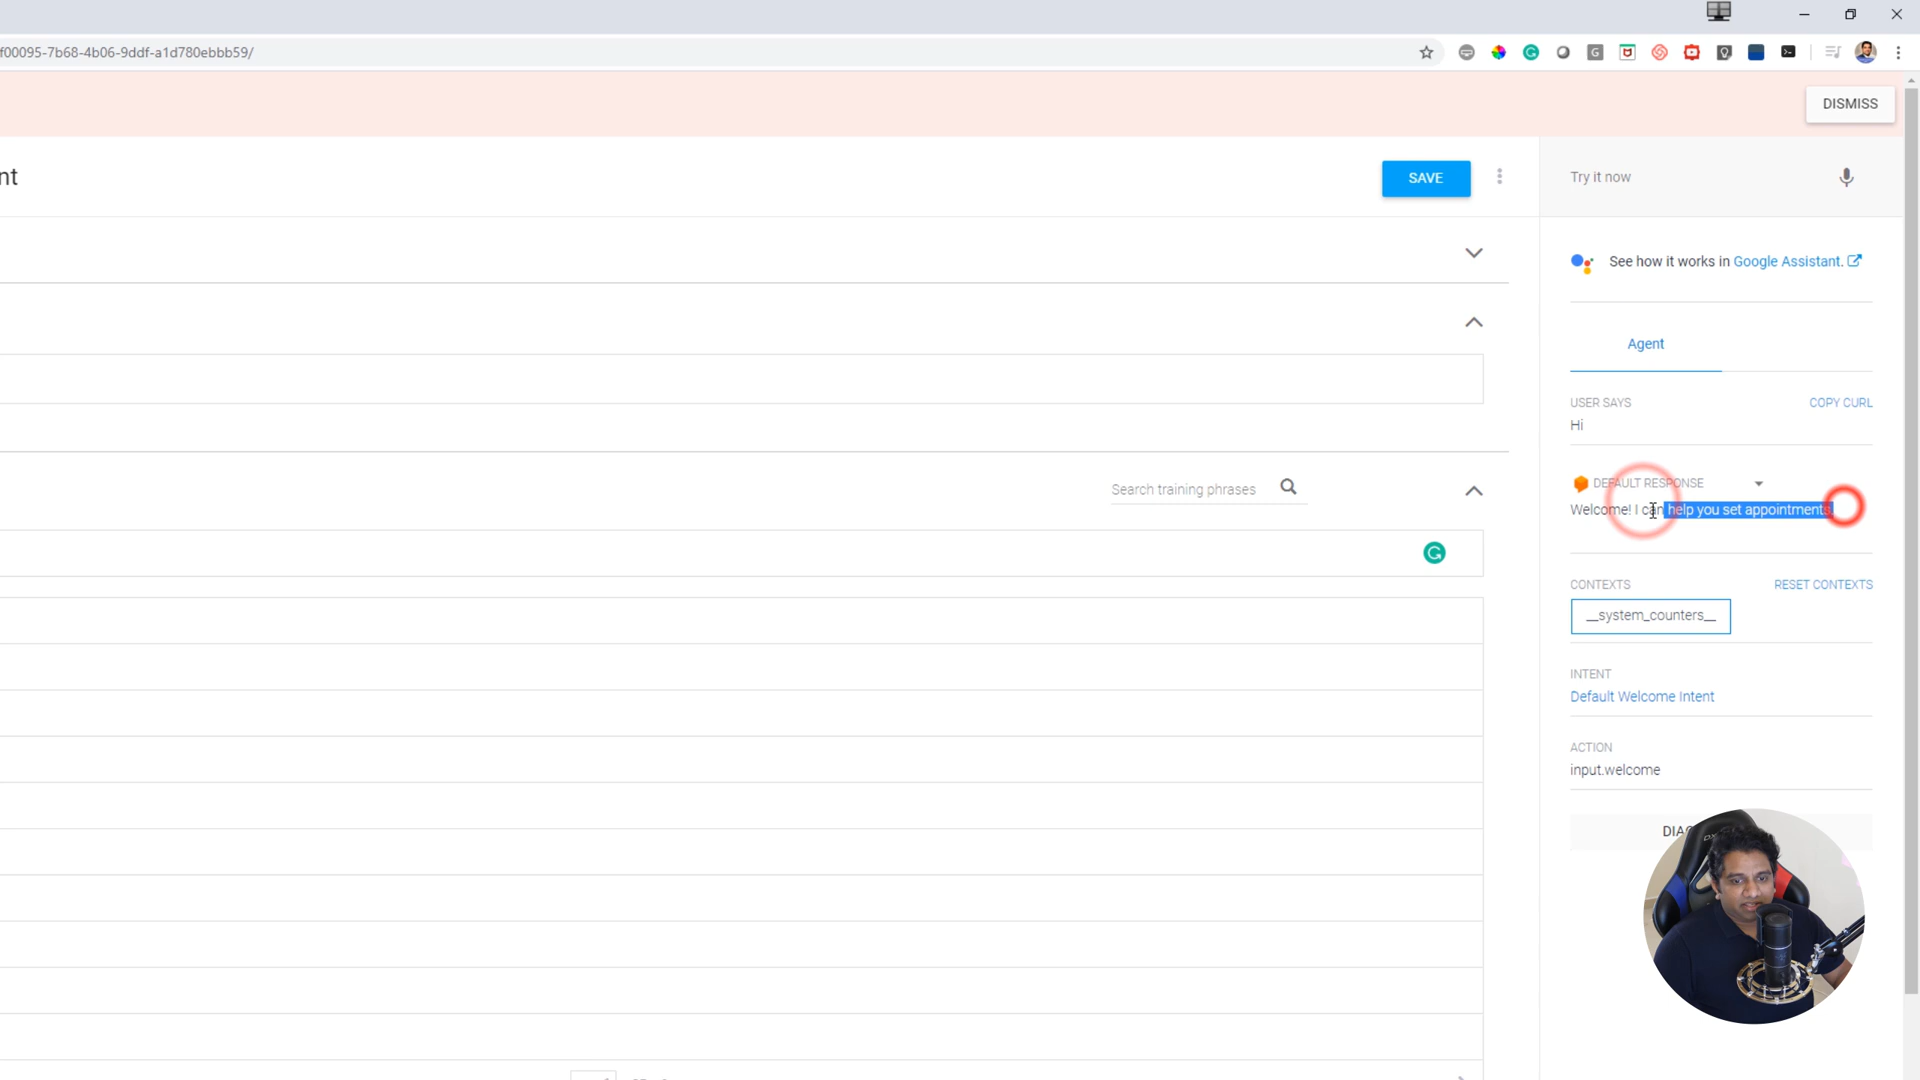 f00095-7b68-4b06-9ddf-a1d780ebbb59/
DISMISS
nt
SAVE
Try it now
See how it works in Google Assistant.
Agent
USER SAYS
COPY CURL
Hi
Search training phrases
DEFAULT RESPONSE
Welcome! I can help you set appointments.
CONTEXTS
RESET CONTEXTS
__system_counters__
INTENT
Default Welcome Intent
ACTION
input.welcome